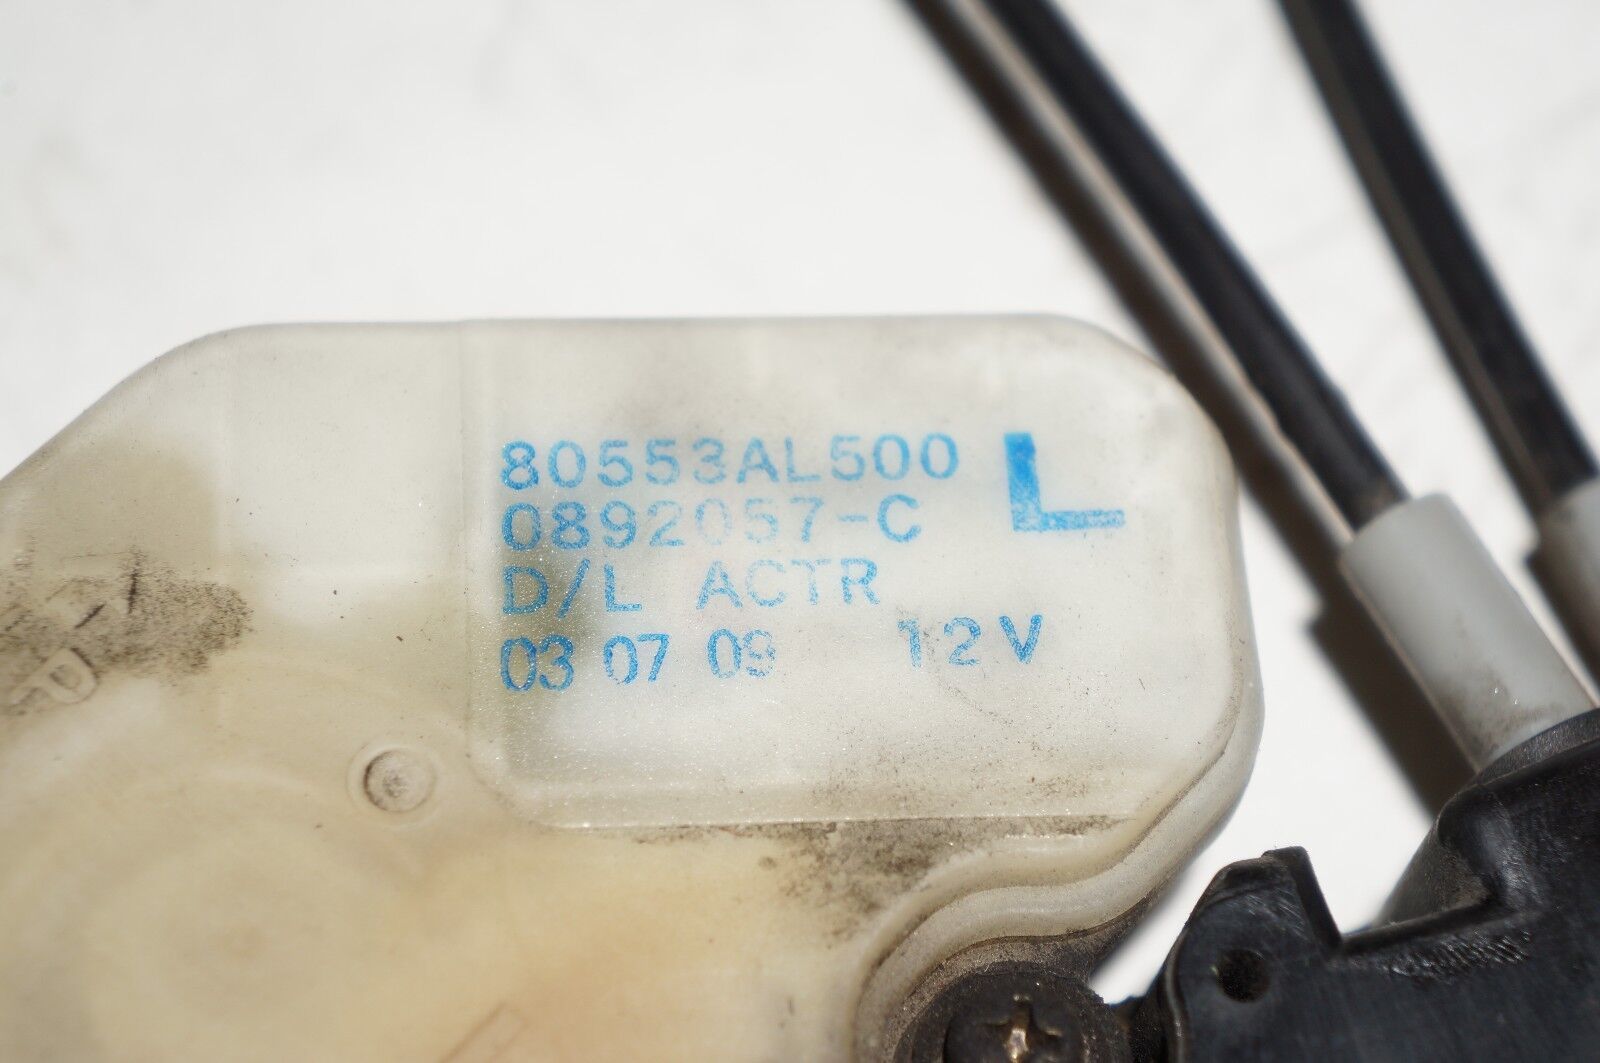 80553AL500 L
0892057-C
D/L ACTR
03 07 09 12V